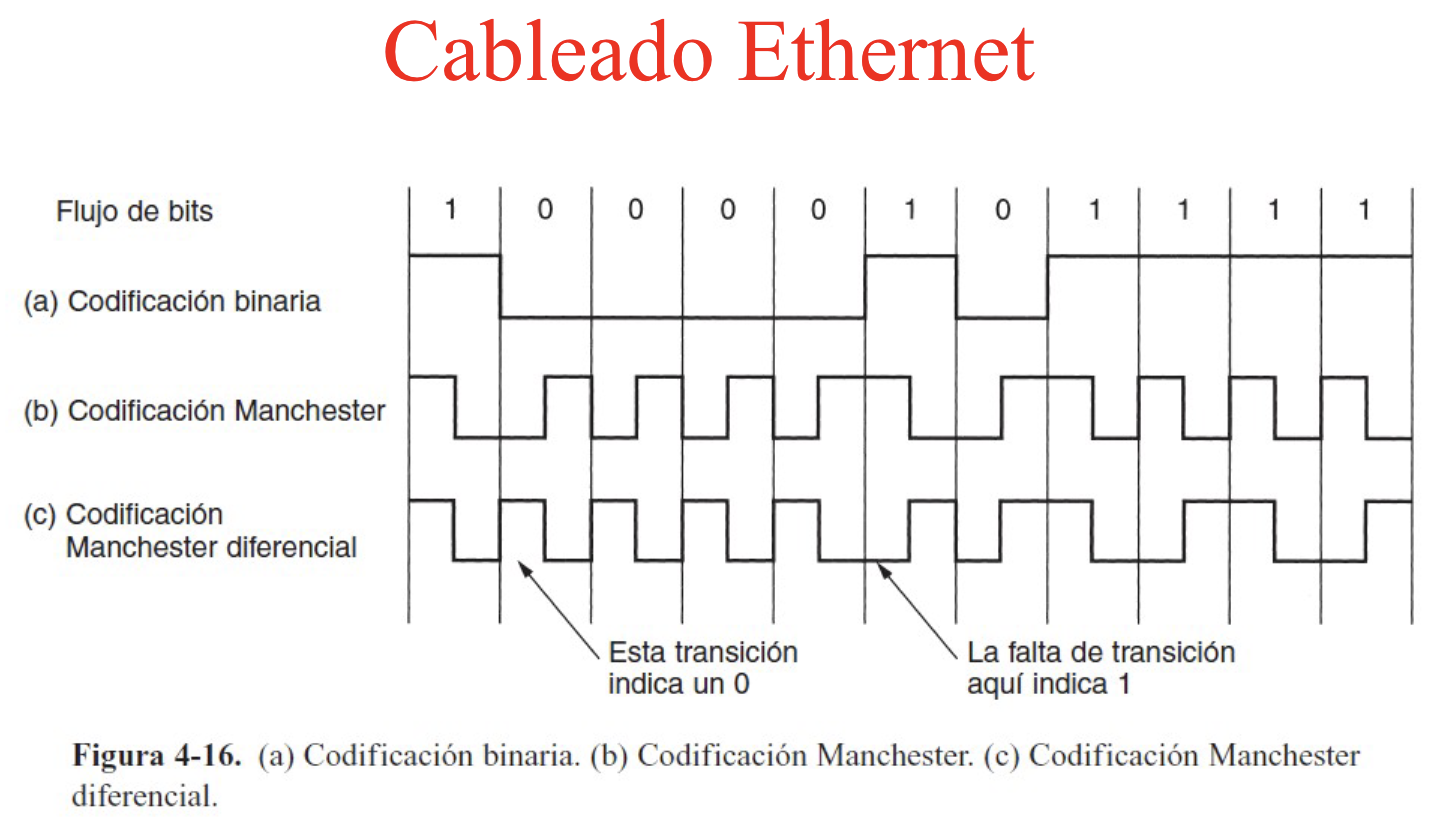 Cableado Ethernet
Flujo de bits 1 0 0 0 0 1 0 1 1 1 1
(a) Codificación binaria
(b) Codificación Manchester
(c) Codificación
Manchester diferencial
Esta transición
indica un 0
La falta de transición
aquí indica 1
Figura 4-16. (a) Codificación binaria. (b) Codificación Manchester. (c) Codificación Manchester
diferencial.